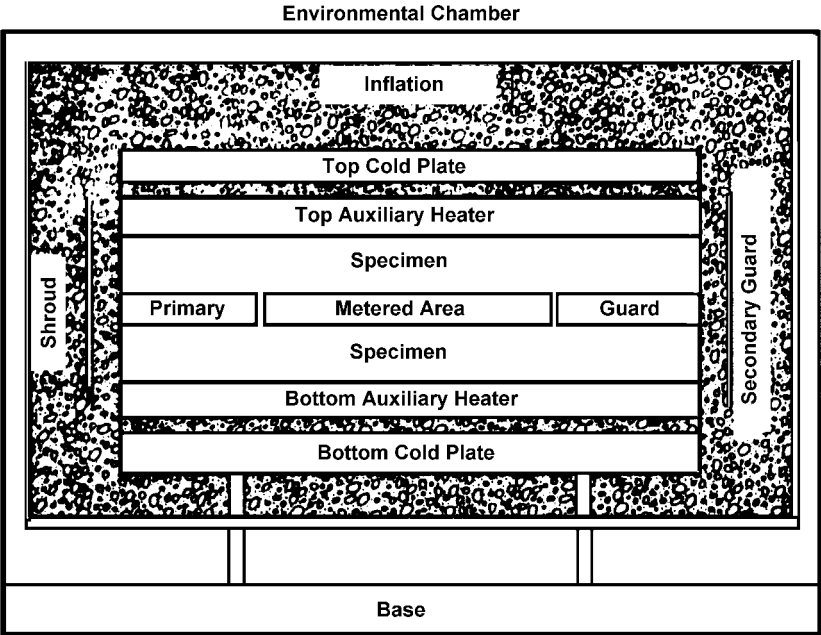 Environmental Chamber
Inflation
Top Cold Plate
Top Auxiliary Heater
Specimen
Shroud
Primary
Metered Area
Guard
Secondary Guard
Specimen
Bottom Auxiliary Heater
Bottom Cold Plate
Base